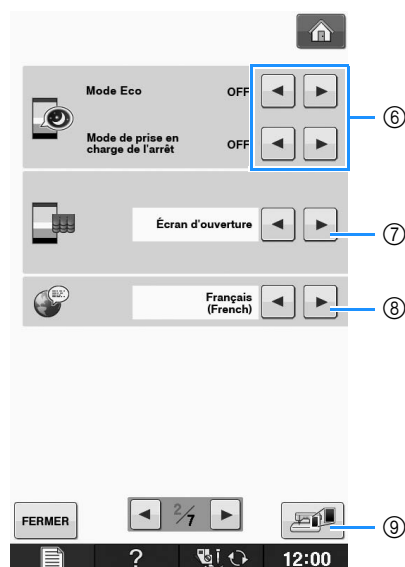 Mode Eco OFF
⑥
Mode de prise en
charge de l'arrêt OFF
Écran d'ouverture
⑦
Français
(French)
⑧
FERMER
2/7
⑨
?
12:00